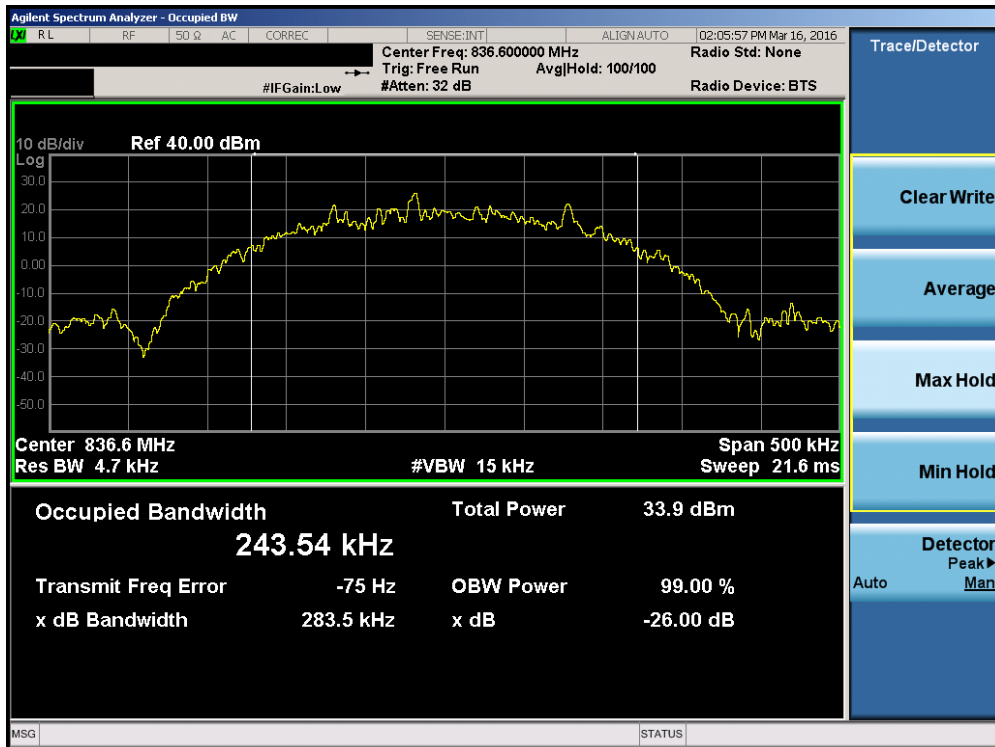 Agilent Spectrum Analyzer - Occupied BW
LXI RL RF 50 Ω AC CORREC SENSE:INT ALIGN AUTO 02:05:57 PM Mar 16, 2016
Center Freq: 836.600000 MHz Radio Std: None
Trig: Free Run Avg|Hold: 100/100
#IFGain:Low #Atten: 32 dB Radio Device: BTS
Trace/Detector
10 dB/div Ref 40.00 dBm
Log
30.0
20.0
10.0
0.00
-10.0
-20.0
-30.0
-40.0
-50.0
Center 836.6 MHz Span 500 kHz
Res BW 4.7 kHz #VBW 15 kHz Sweep 21.6 ms
Occupied Bandwidth Total Power 33.9 dBm
243.54 kHz
Transmit Freq Error -75 Hz OBW Power 99.00 %
x dB Bandwidth 283.5 kHz x dB -26.00 dB
Clear Write
Average
Max Hold
Min Hold
Detector
Peak▶
Auto Man
MSG STATUS